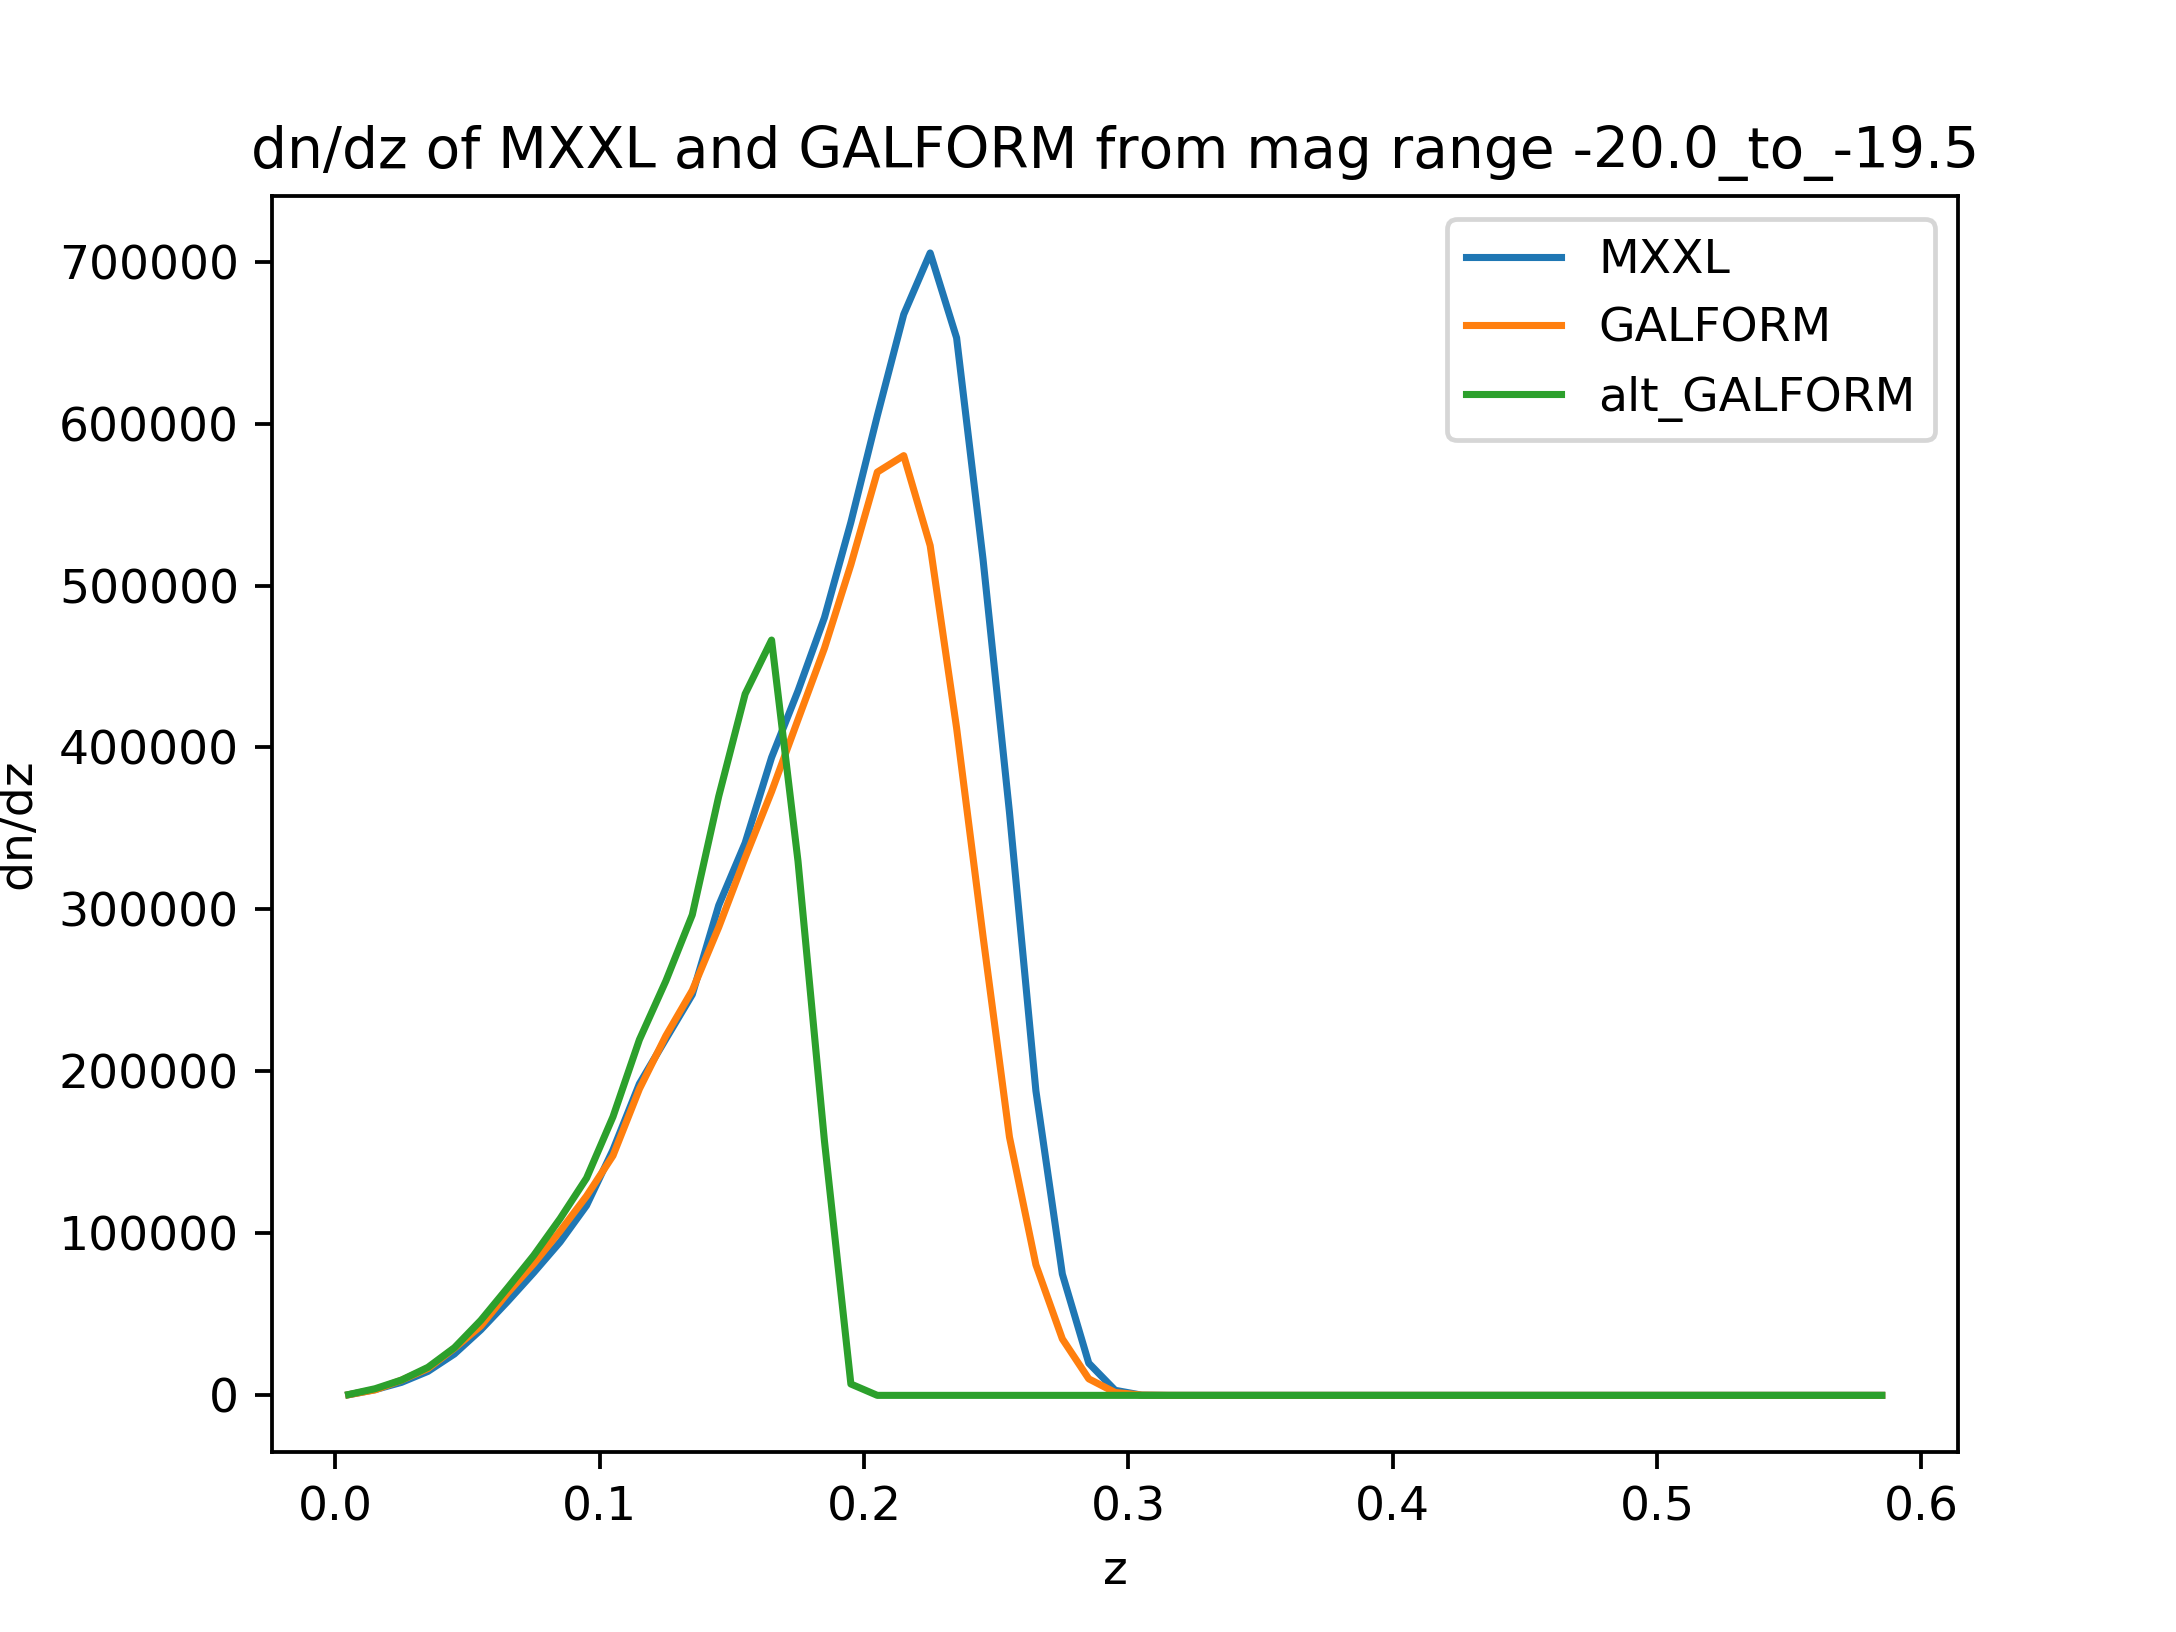 dn/dz of MXXL and GALFORM from mag range -20.0_to_-19.5
MXXL
GALFORM
alt_GALFORM
700000
600000
500000
400000
300000
200000
100000
0
dn/dz
0.0 0.1 0.2 0.3 0.4 0.5 0.6
z